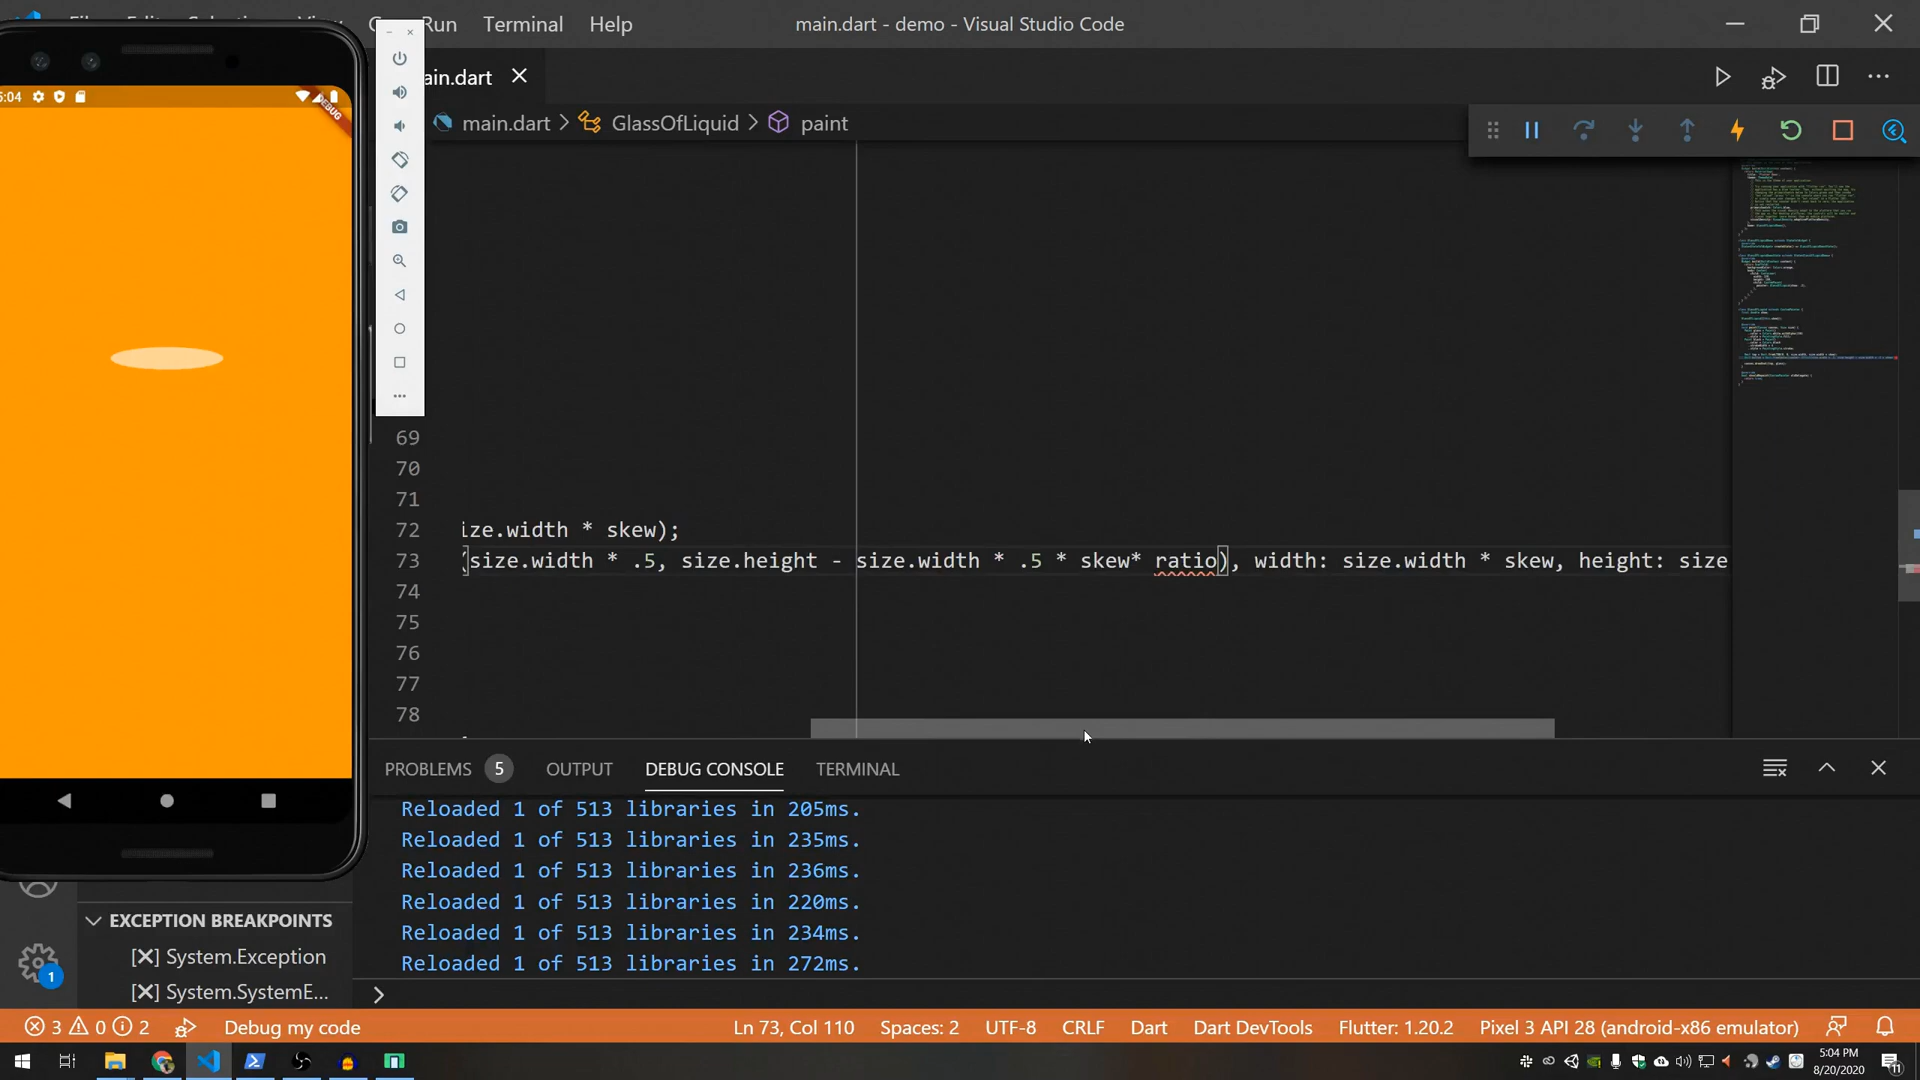 Run
Terminal
Help
main.dart - demo - Visual Studio Code
ain.dart
main.dart
GlassOfLiquid
paint
5:04
DEBUG
69
70
71
72
ize.width * skew);
73
(size.width * .5, size.height - size.width * .5 * skew* ratio), width: size.width * skew, height: size
74
75
76
77
78
PROBLEMS 5
OUTPUT
DEBUG CONSOLE
TERMINAL
Reloaded 1 of 513 libraries in 205ms.
Reloaded 1 of 513 libraries in 235ms.
Reloaded 1 of 513 libraries in 236ms.
Reloaded 1 of 513 libraries in 220ms.
Reloaded 1 of 513 libraries in 234ms.
Reloaded 1 of 513 libraries in 272ms.
EXCEPTION BREAKPOINTS
System.Exception
System.SystemE...
1
3 0 2
Debug my code
Ln 73, Col 110
Spaces: 2
UTF-8
CRLF
Dart
Dart DevTools
Flutter: 1.20.2
Pixel 3 API 28 (android-x86 emulator)
5:04 PM
8/20/2020
11